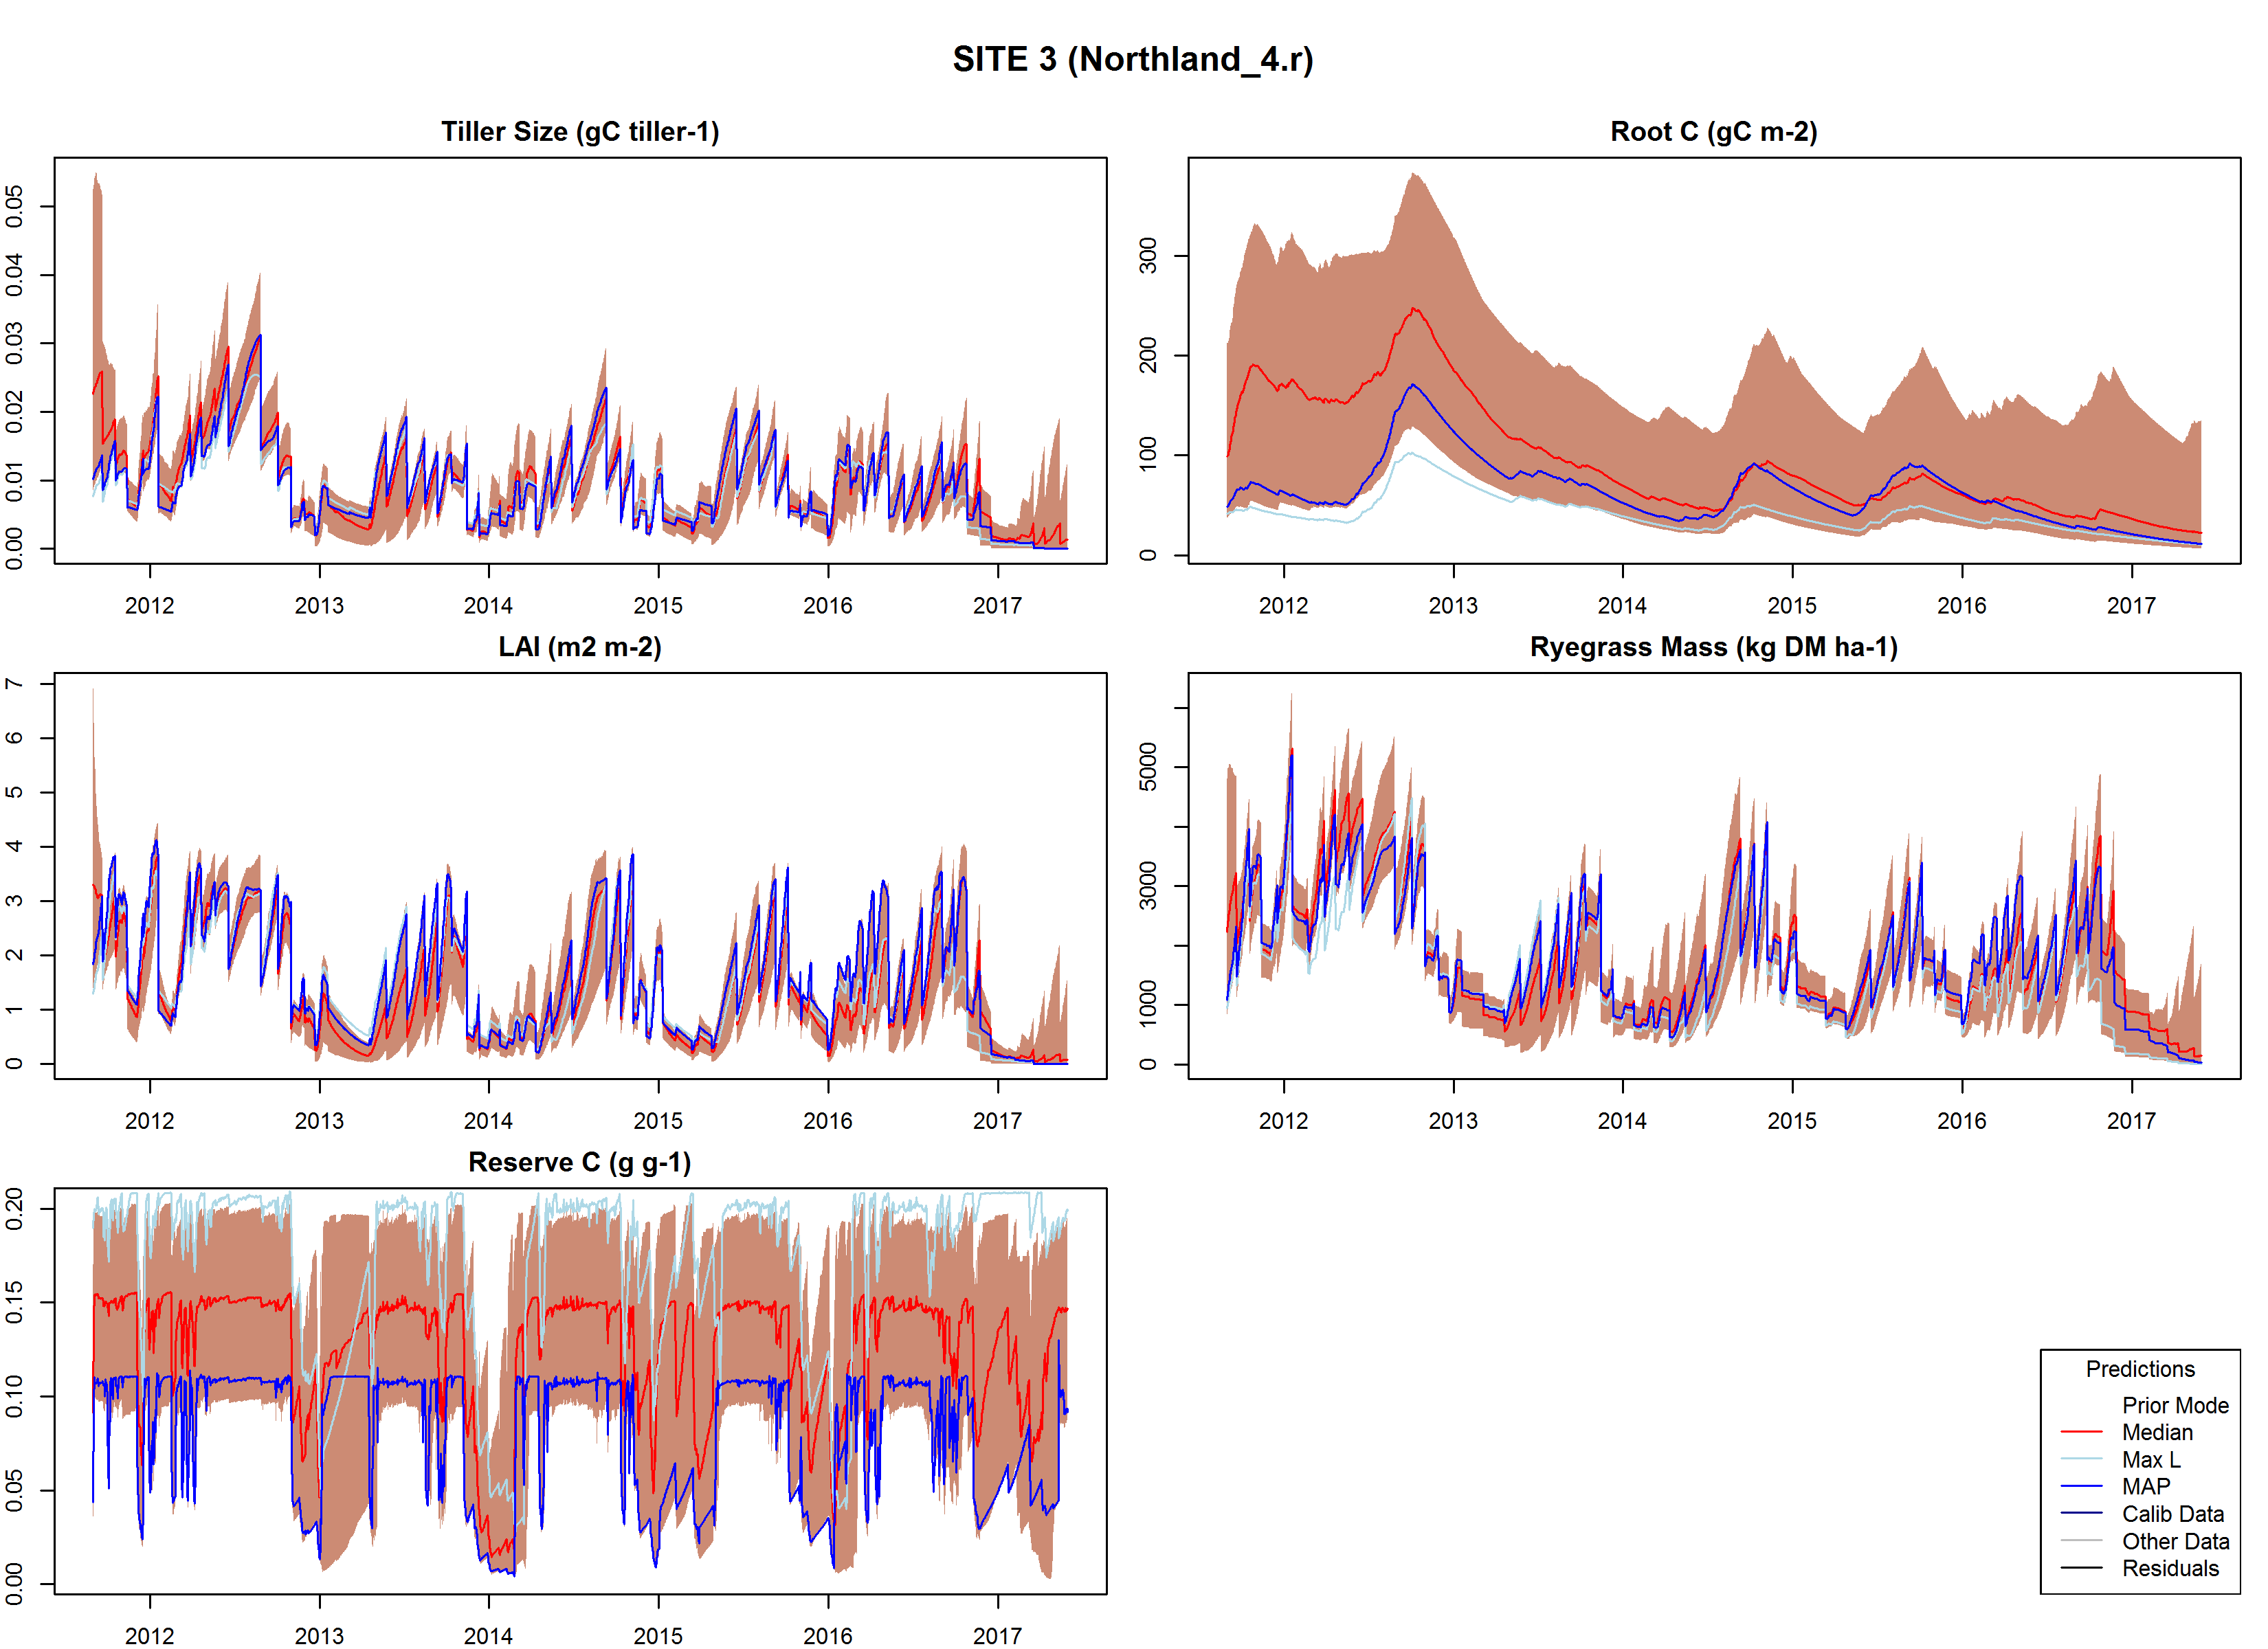 SITE 3 (Northland_4.r)
Tiller Size (gC tiller-1)
0.00 0.01 0.02 0.03 0.04 0.05
2012 2013 2014 2015 2016 2017
Root C (gC m-2)
0 100 200 300
2012 2013 2014 2015 2016 2017
LAI (m2 m-2)
0 1 2 3 4 5 6 7
2012 2013 2014 2015 2016 2017
Ryegrass Mass (kg DM ha-1)
0 1000 3000 5000
2012 2013 2014 2015 2016 2017
Reserve C (g g-1)
0.00 0.05 0.10 0.15 0.20
2012 2013 2014 2015 2016 2017
Predictions
Prior Mode
Median
Max L
MAP
Calib Data
Other Data
Residuals